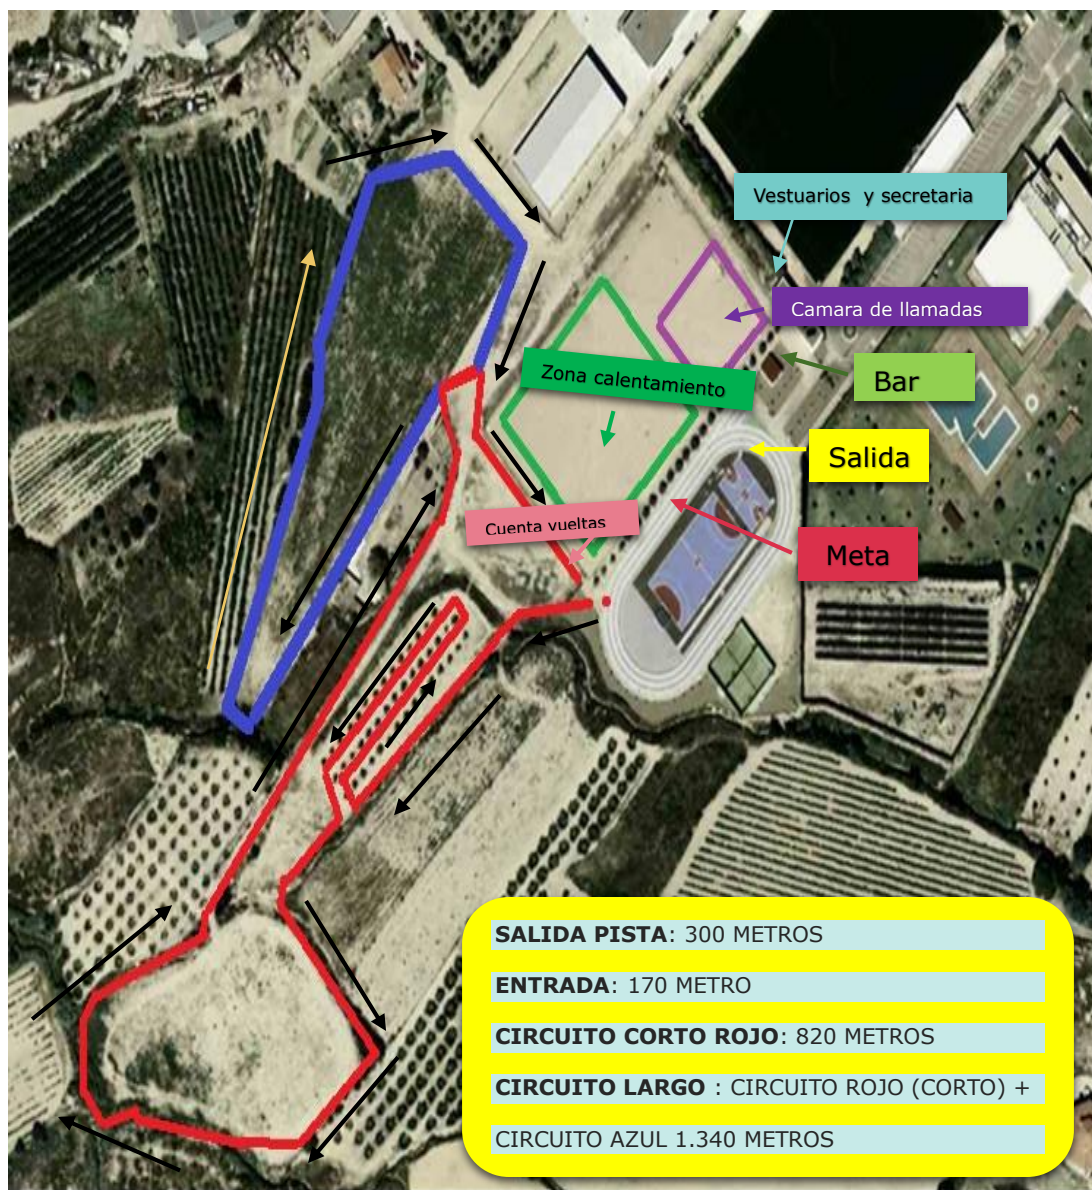 Vestuarios y secretaria
Camara de llamadas
Zona calentamiento
Bar
Salida
Cuenta vueltas
Meta
SALIDA PISTA: 300 METROS
ENTRADA: 170 METRO
CIRCUITO CORTO ROJO: 820 METROS
CIRCUITO LARGO : CIRCUITO ROJO (CORTO) +
CIRCUITO AZUL 1.340 METROS